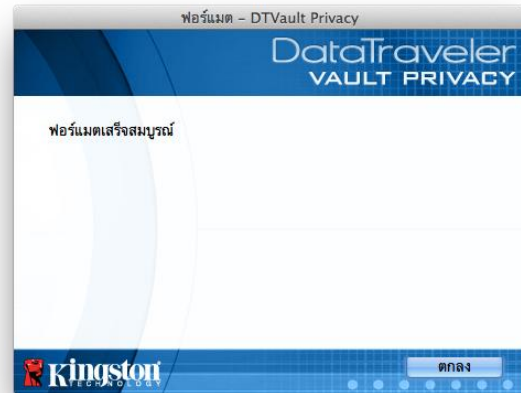 ฟอร์แมต – DTVault Privacy
DataTraveler
VAULT PRIVACY
ฟอร์แมตเสร็จสมบูรณ์
Kingston
TECHNOLOGY
ตกลง